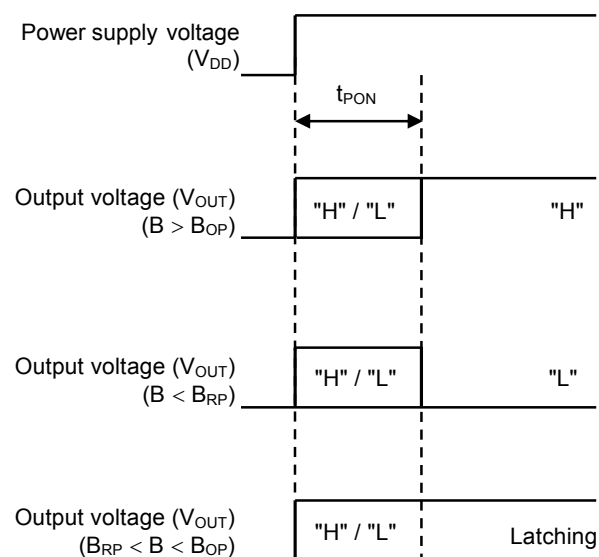 Power supply voltage
(VDD)
tPON
Output voltage (VOUT)
(B > BOP)
"H" / "L"
"H"
Output voltage (VOUT)
(B < BRP)
"H" / "L"
"L"
Output voltage (VOUT)
(BRP < B < BOP)
"H" / "L"
Latching